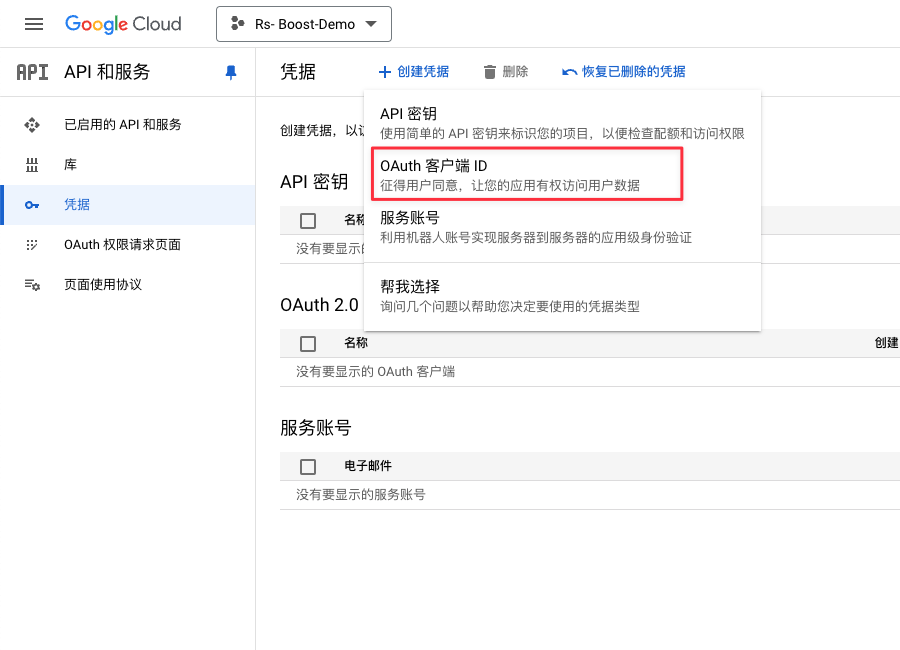 Google Cloud
Rs- Boost-Demo
API API 和服务
凭据
创建凭据
删除
恢复已删除的凭据
已启用的 API 和服务
库
凭据
OAuth 权限请求页面
页面使用协议
创建凭据，以
API 密钥
使用简单的 API 密钥来标识您的项目，以便检查配额和访问权限
OAuth 客户端 ID
征得用户同意，让您的应用有权访问用户数据
服务账号
利用机器人账号实现服务器到服务器的应用级身份验证
帮我选择
询问几个问题以帮助您决定要使用的凭据类型
API 密钥
名称
没有要显示的
OAuth 2.0
名称
创建
没有要显示的 OAuth 客户端
服务账号
电子邮件
没有要显示的服务账号